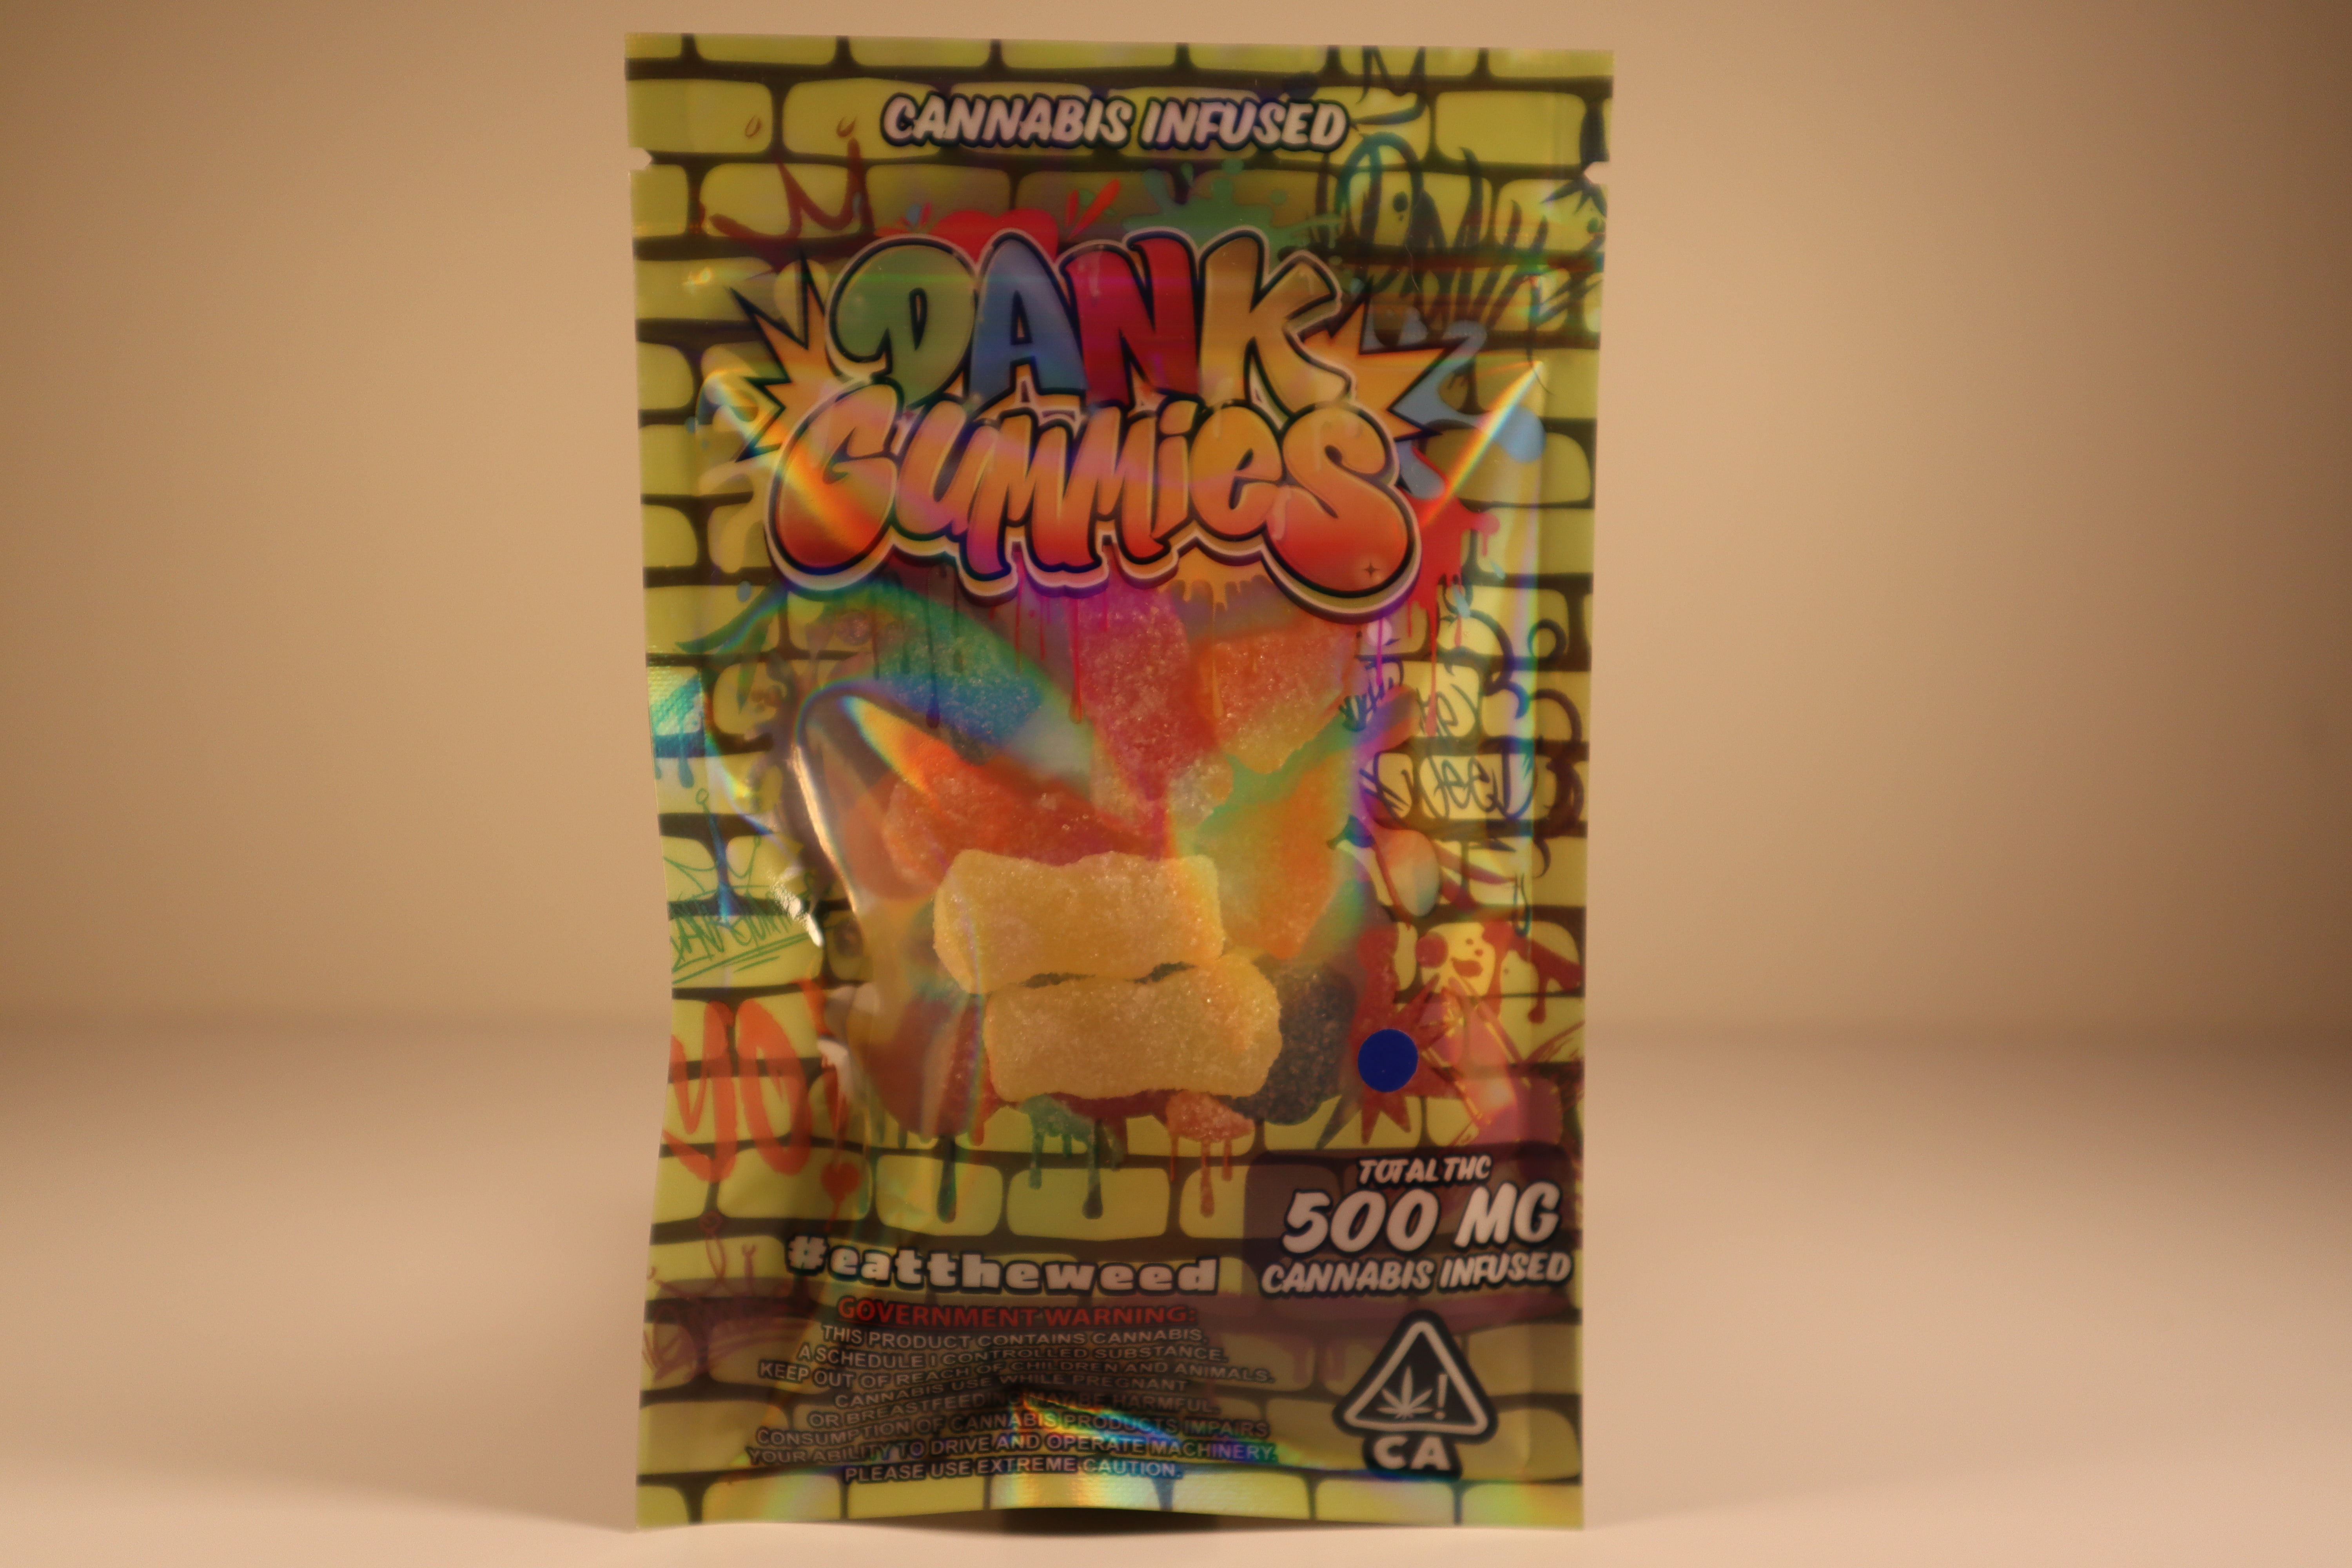 CANNABIS INFUSED
DANK
GUMMIES
YO
TOTAL THC
500 MG
CANNABIS INFUSED
#eattheweed
GOVERNMENT WARNING:
THIS PRODUCT CONTAINS CANNABIS,
A SCHEDULE I CONTROLLED SUBSTANCE.
KEEP OUT OF REACH OF CHILDREN AND ANIMALS.
CANNABIS USE WHILE PREGNANT
OR BREASTFEEDING MAY BE HARMFUL.
CONSUMPTION OF CANNABIS PRODUCTS IMPAIRS
YOUR ABILITY TO DRIVE AND OPERATE MACHINERY.
PLEASE USE EXTREME CAUTION.
!
CA